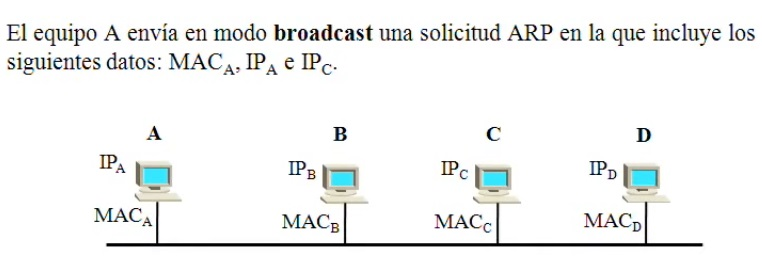 El equipo A envía en modo broadcast una solicitud ARP en la que incluye los
siguientes datos: MACA, IPA e IPC.
A B C D
IPA IPB IPC IPD
MACA MACB MACC MACD